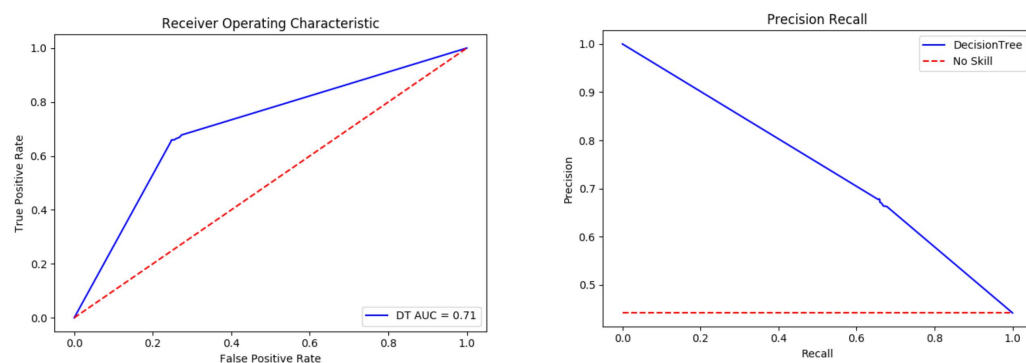 Receiver Operating Characteristic
1.0
0.8
0.6
0.4
0.2
0.0
True Positive Rate
DT AUC = 0.71
0.0 0.2 0.4 0.6 0.8 1.0
False Positive Rate
Precision Recall
1.0
0.9
0.8
0.7
0.6
0.5
Precision
DecisionTree
No Skill
0.0 0.2 0.4 0.6 0.8 1.0
Recall